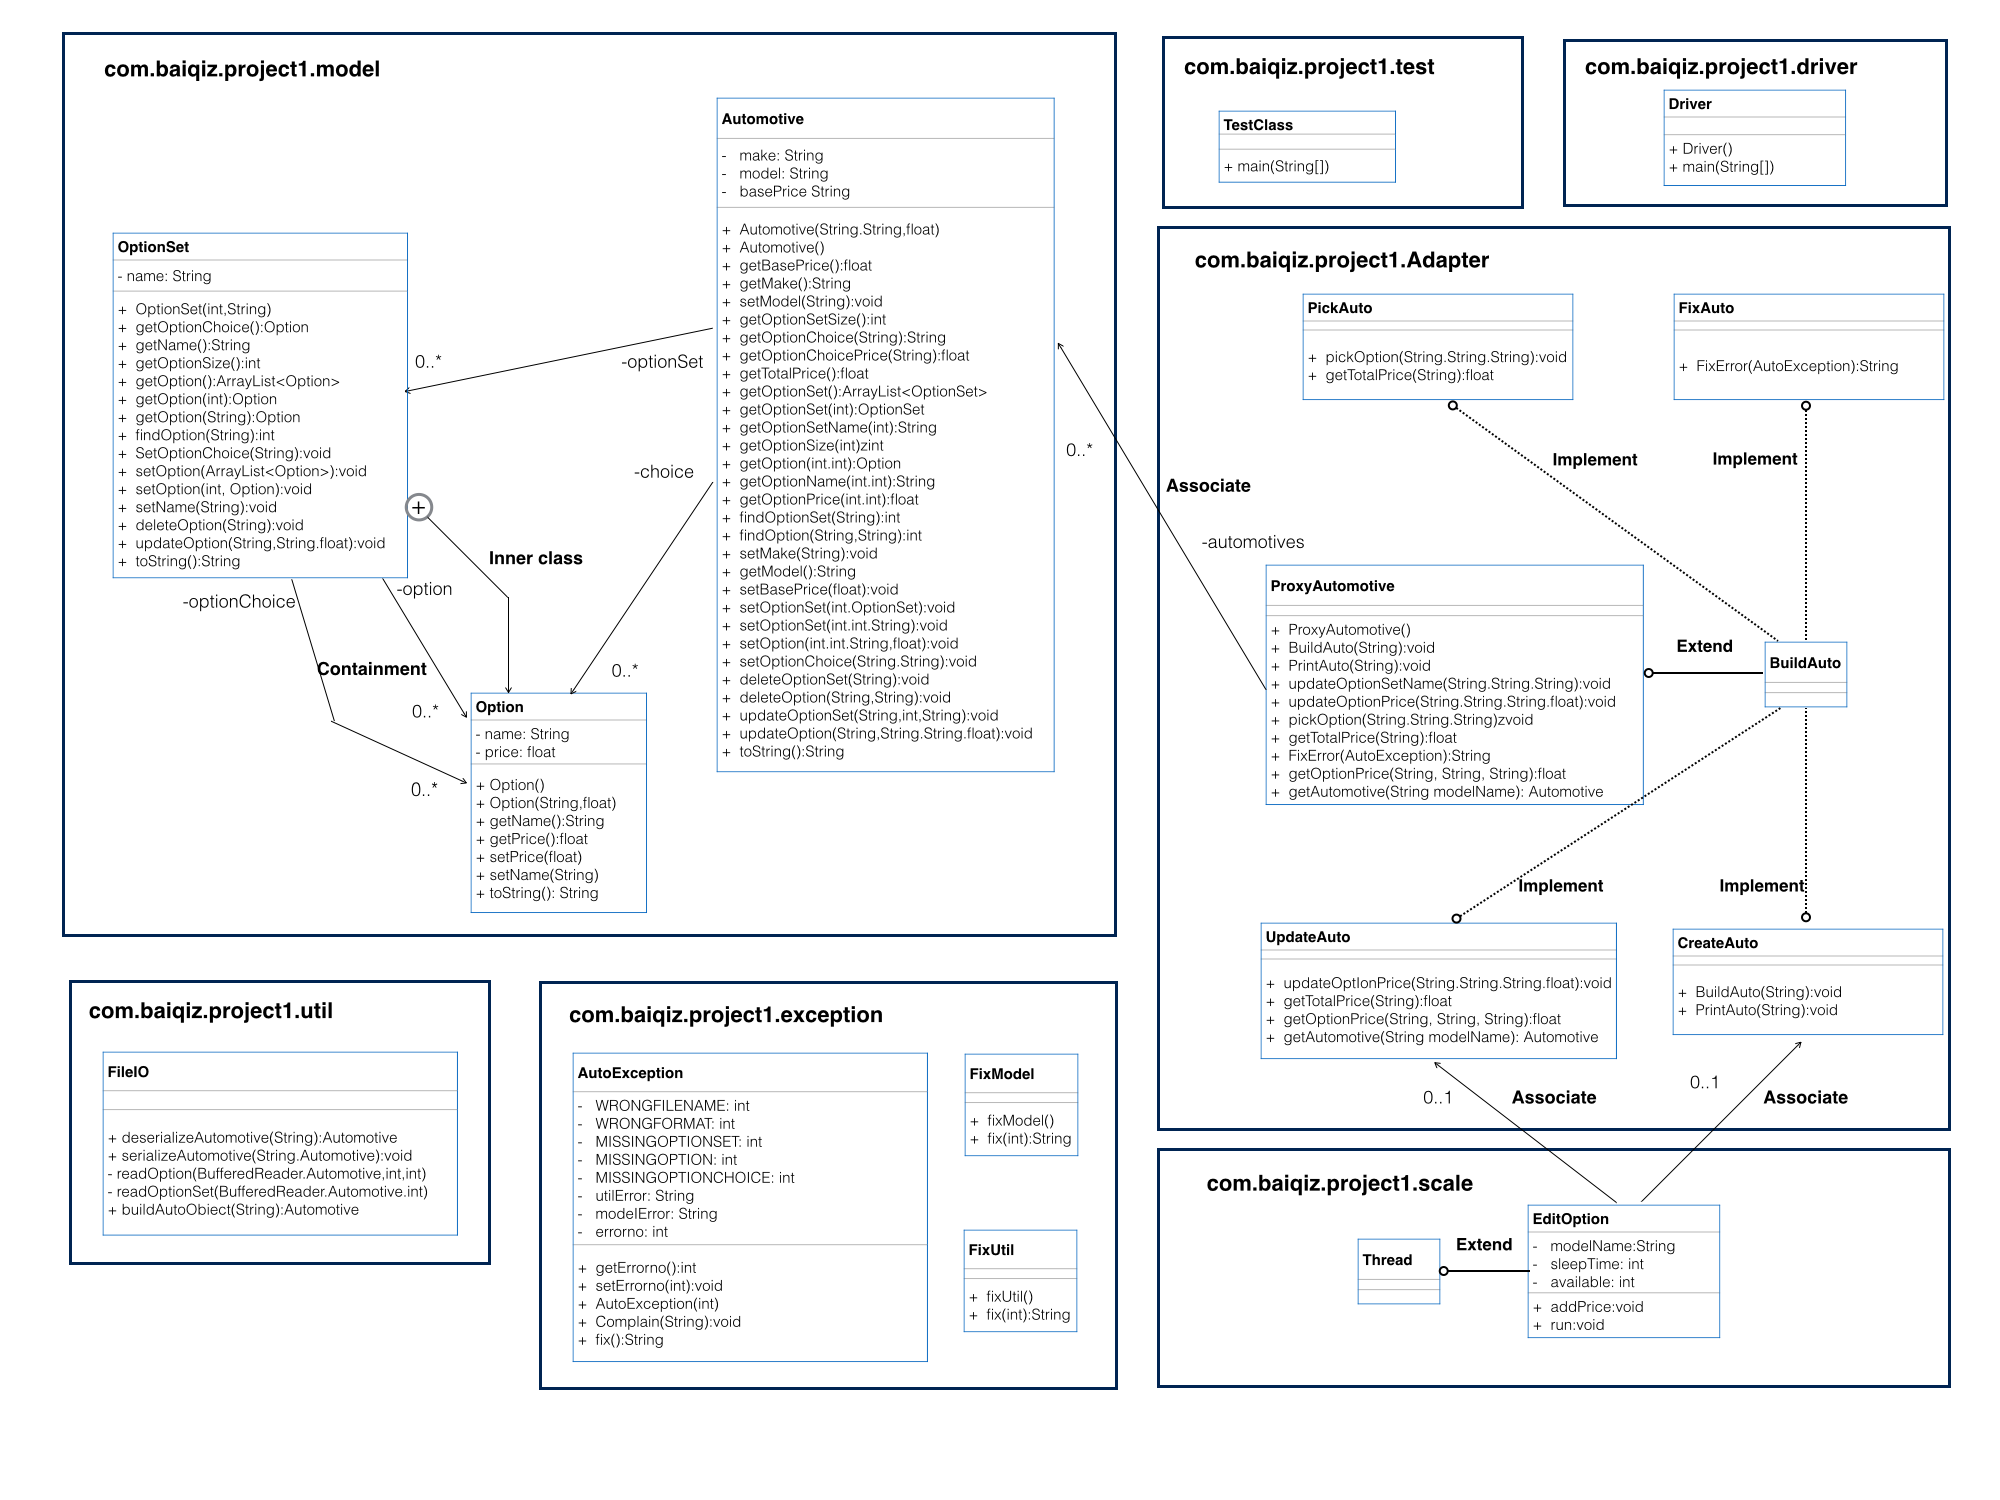 com.baiqiz.project1.model
Automotive
- make: String
- model: String
- basePrice String
+ Automotive(String.String,float)
+ Automotive()
+ getBasePrice():float
+ getMake():String
+ setModel(String):void
+ getOptionSetSize():int
+ getOptionChoice(String):String
+ getOptionChoicePrice(String):float
+ getTotalPrice():float
+ getOptionSet():ArrayList<OptionSet>
+ getOptionSet(int):OptionSet
+ getOptionSetName(int):String
+ getOptionSize(int)zint
+ getOption(int.int):Option
+ getOptionName(int.int):String
+ getOptionPrice(int.int):float
+ findOptionSet(String):int
+ findOption(String,String):int
+ setMake(String):void
+ getModel():String
+ setBasePrice(float):void
+ setOptionSet(int.OptionSet):void
+ setOptionSet(int.int.String):void
+ setOption(int.int.String,float):void
+ setOptionChoice(String.String):void
+ deleteOptionSet(String):void
+ deleteOption(String,String):void
+ updateOptionSet(String,int,String):void
+ updateOption(String,String.String.float):void
+ toString():String
OptionSet
- name: String
+ OptionSet(int,String)
+ getOptionChoice():Option
+ getName():String
+ getOptionSize():int
+ getOption():ArrayList<Option>
+ getOption(int):Option
+ getOption(String):Option
+ findOption(String):int
+ SetOptionChoice(String):void
+ setOption(ArrayList<Option>):void
+ setOption(int, Option):void
+ setName(String):void
+ deleteOption(String):void
+ updateOption(String,String.float):void
+ toString():String
0..*
-optionSet
-choice
+
Inner class
-optionChoice
-option
Containment
0..*
0..*
0..*
Option
- name: String
- price: float
+ Option()
+ Option(String,float)
+ getName():String
+ getPrice():float
+ setPrice(float)
+ setName(String)
+ toString(): String
com.baiqiz.project1.test
TestClass
+ main(String[])
com.baiqiz.project1.driver
Driver
+ Driver()
+ main(String[])
com.baiqiz.project1.Adapter
PickAuto
+ pickOption(String.String.String):void
+ getTotalPrice(String):float
FixAuto
+ FixError(AutoException):String
Implement
Implement
0..*
Associate
-automotives
ProxyAutomotive
+ ProxyAutomotive()
+ BuildAuto(String):void
+ PrintAuto(String):void
+ updateOptionSetName(String.String.String):void
+ updateOptionPrice(String.String.String.float):void
+ pickOption(String.String.String)zvoid
+ getTotalPrice(String):float
+ FixError(AutoException):String
+ getOptionPrice(String, String, String):float
+ getAutomotive(String modelName): Automotive
Extend
BuildAuto
Implement
Implement
UpdateAuto
+ updateOptIonPrice(String.String.String.float):void
+ getTotalPrice(String):float
+ getOptionPrice(String, String, String):float
+ getAutomotive(String modelName): Automotive
CreateAuto
+ BuildAuto(String):void
+ PrintAuto(String):void
0..1
Associate
0..1
Associate
com.baiqiz.project1.util
FileIO
+ deserializeAutomotive(String):Automotive
+ serializeAutomotive(String.Automotive):void
- readOption(BufferedReader.Automotive,int,int)
- readOptionSet(BufferedReader.Automotive.int)
+ buildAutoObiect(String):Automotive
com.baiqiz.project1.exception
AutoException
- WRONGFILENAME: int
- WRONGFORMAT: int
- MISSINGOPTIONSET: int
- MISSINGOPTION: int
- MISSINGOPTIONCHOICE: int
- utilError: String
- modelError: String
- errorno: int
+ getErrorno():int
+ setErrorno(int):void
+ AutoException(int)
+ Complain(String):void
+ fix():String
FixModel
+ fixModel()
+ fix(int):String
FixUtil
+ fixUtil()
+ fix(int):String
com.baiqiz.project1.scale
Thread
Extend
EditOption
- modelName:String
- sleepTime: int
- available: int
+ addPrice:void
+ run:void